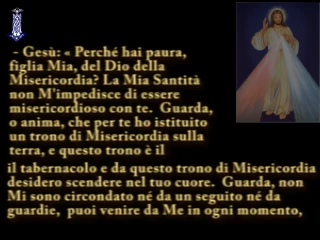 - Gesù: « Perché hai paura,
figlia Mia, del Dio della
Misericordia? La Mia Santità
non M'impedisce di essere
misericordioso con te. Guarda,
o anima, che per te ho istituito
un trono di Misericordia sulla
terra, e questo trono è il
il tabernacolo e da questo trono di Misericordia
desidero scendere nel tuo cuore. Guarda, non
Mi sono circondato né da un seguito né da
guardie, puoi venire da Me in ogni momento,